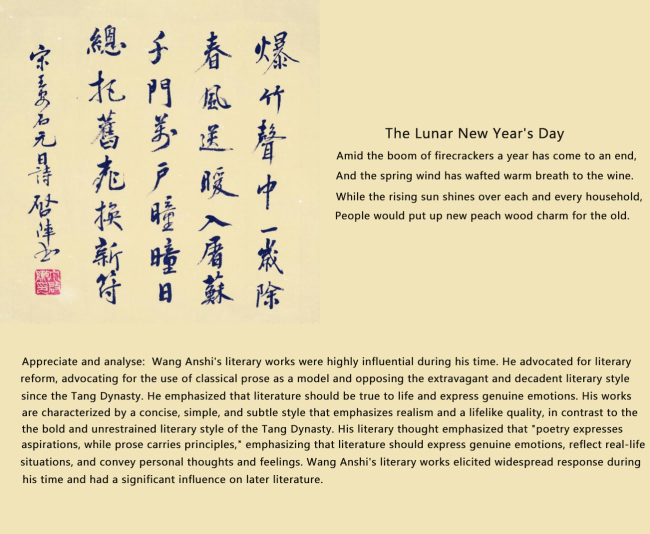 爆竹聲中一歲除
春風送暖入屠蘇
千門萬户曈曈日
總把舊桃換新符
宋王安石元日詩 啓陣书
The Lunar New Year's Day
Amid the boom of firecrackers a year has come to an end,
And the spring wind has wafted warm breath to the wine.
While the rising sun shines over each and every household,
People would put up new peach wood charm for the old.
Appreciate and analyse: Wang Anshi's literary works were highly influential during his time. He advocated for literary
reform, advocating for the use of classical prose as a model and opposing the extravagant and decadent literary style
since the Tang Dynasty. He emphasized that literature should be true to life and express genuine emotions. His works
are characterized by a concise, simple, and subtle style that emphasizes realism and a lifelike quality, in contrast to the
the bold and unrestrained literary style of the Tang Dynasty. His literary thought emphasized that "poetry expresses
aspirations, while prose carries principles," emphasizing that literature should express genuine emotions, reflect real-life
situations, and convey personal thoughts and feelings. Wang Anshi's literary works elicited widespread response during
his time and had a significant influence on later literature.